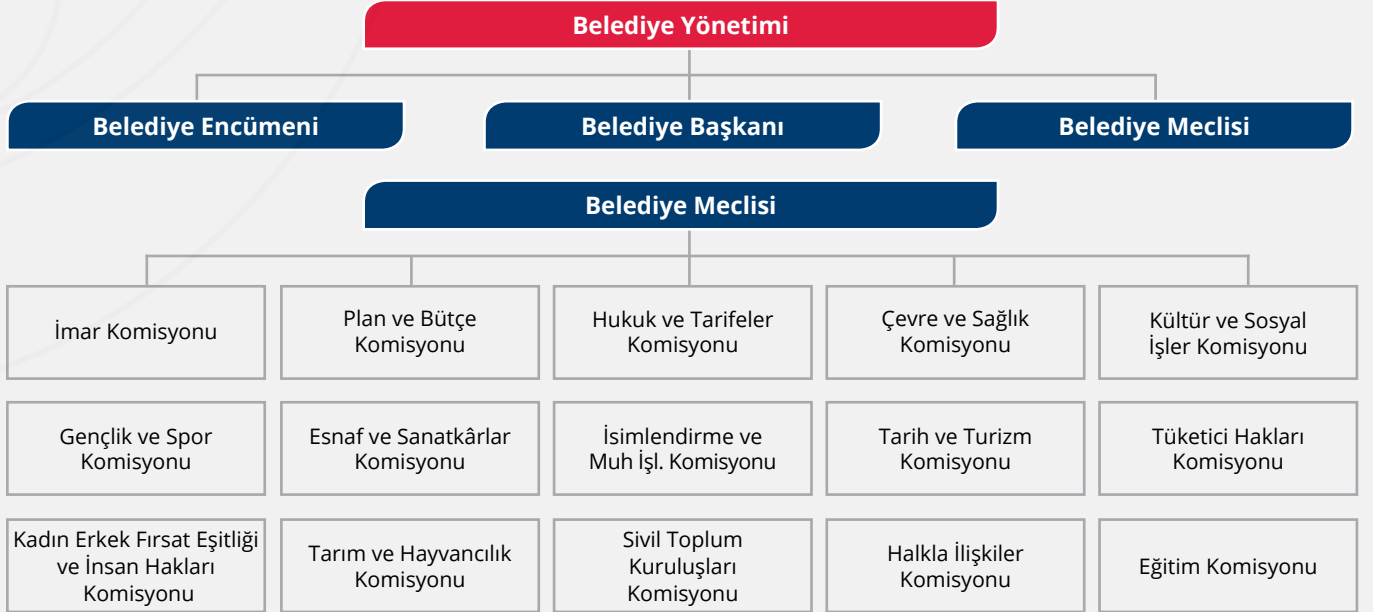 Belediye Yönetimi
Belediye Encümeni
Belediye Başkanı
Belediye Meclisi
Belediye Meclisi
İmar Komisyonu
Plan ve Bütçe
Komisyonu
Hukuk ve Tarifeler
Komisyonu
Çevre ve Sağlık
Komisyonu
Kültür ve Sosyal
İşler Komisyonu
Gençlik ve Spor
Komisyonu
Esnaf ve Sanatkârlar
Komisyonu
İsimlendirme ve
Muh İşl. Komisyonu
Tarih ve Turizm
Komisyonu
Tüketici Hakları
Komisyonu
Kadın Erkek Fırsat Eşitliği
ve İnsan Hakları
Komisyonu
Tarım ve Hayvancılık
Komisyonu
Sivil Toplum
Kuruluşları
Komisyonu
Halkla İlişkiler
Komisyonu
Eğitim Komisyonu